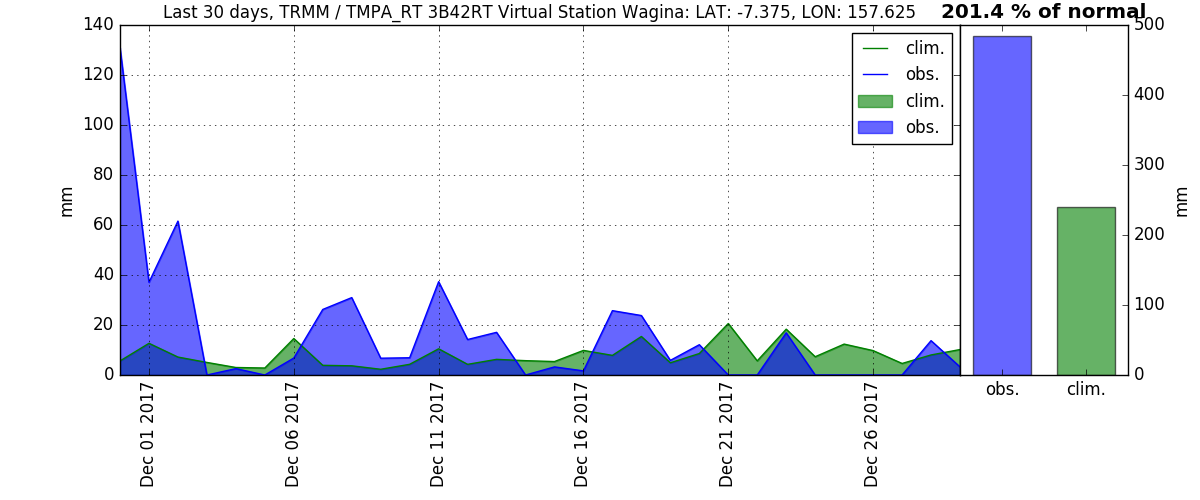 Last 30 days, TRMM / TMPA_RT 3B42RT Virtual Station Wagina: LAT: -7.375, LON: 157.625
201.4 % of normal
140
120
100
80
60
40
20
0
mm
clim.
obs.
clim.
obs.
Dec 01 2017
Dec 06 2017
Dec 11 2017
Dec 16 2017
Dec 21 2017
Dec 26 2017
500
400
300
200
100
0
mm
obs.
clim.